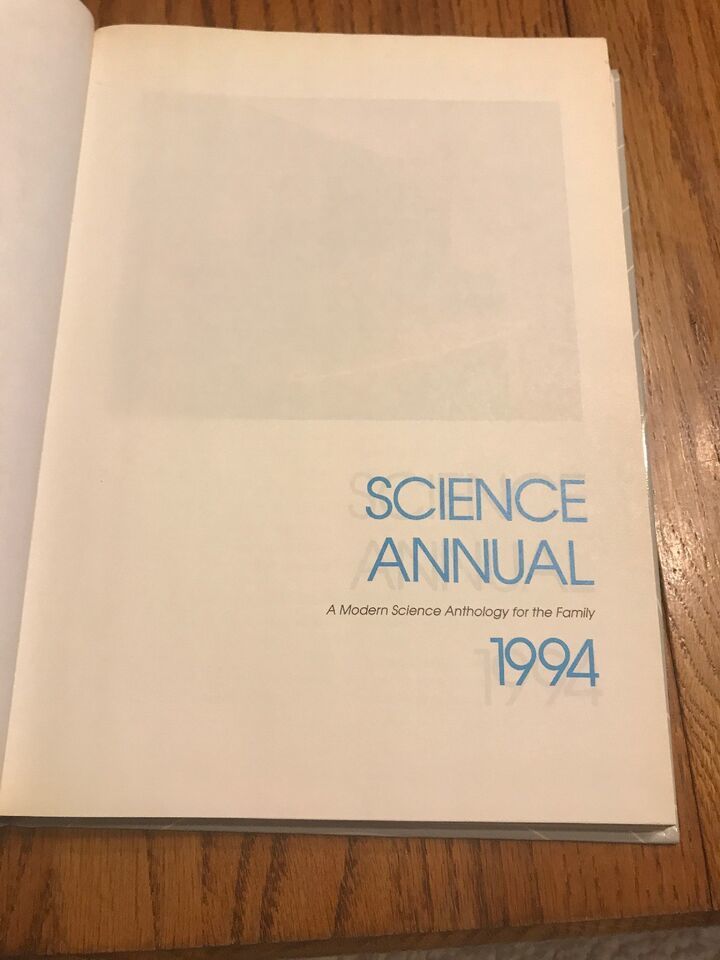 SCIENCE
ANNUAL
A Modern Science Anthology for the Family
1994